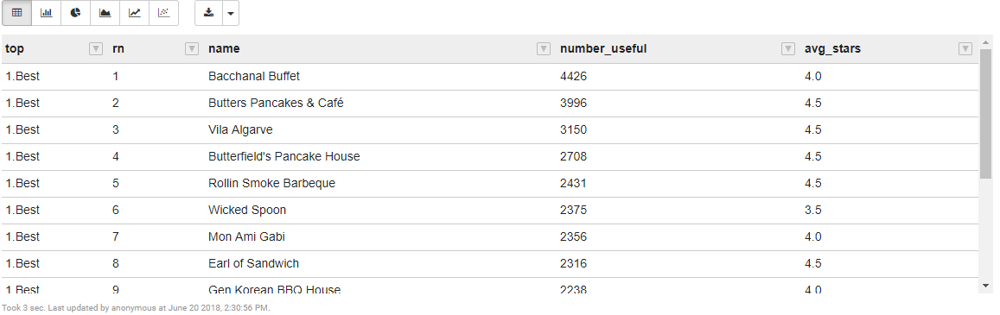 top rn name number_useful avg_stars
1.Best 1 Bacchanal Buffet 4426 4.0
1.Best 2 Butters Pancakes & Café 3996 4.5
1.Best 3 Vila Algarve 3150 4.5
1.Best 4 Butterfield's Pancake House 2708 4.5
1.Best 5 Rollin Smoke Barbeque 2431 4.5
1.Best 6 Wicked Spoon 2375 3.5
1.Best 7 Mon Ami Gabi 2356 4.0
1.Best 8 Earl of Sandwich 2316 4.5
1.Best 9 Gen Korean BBQ House 2238 4.0
Took 3 sec. Last updated by anonymous at June 20 2018, 2:30:56 PM.